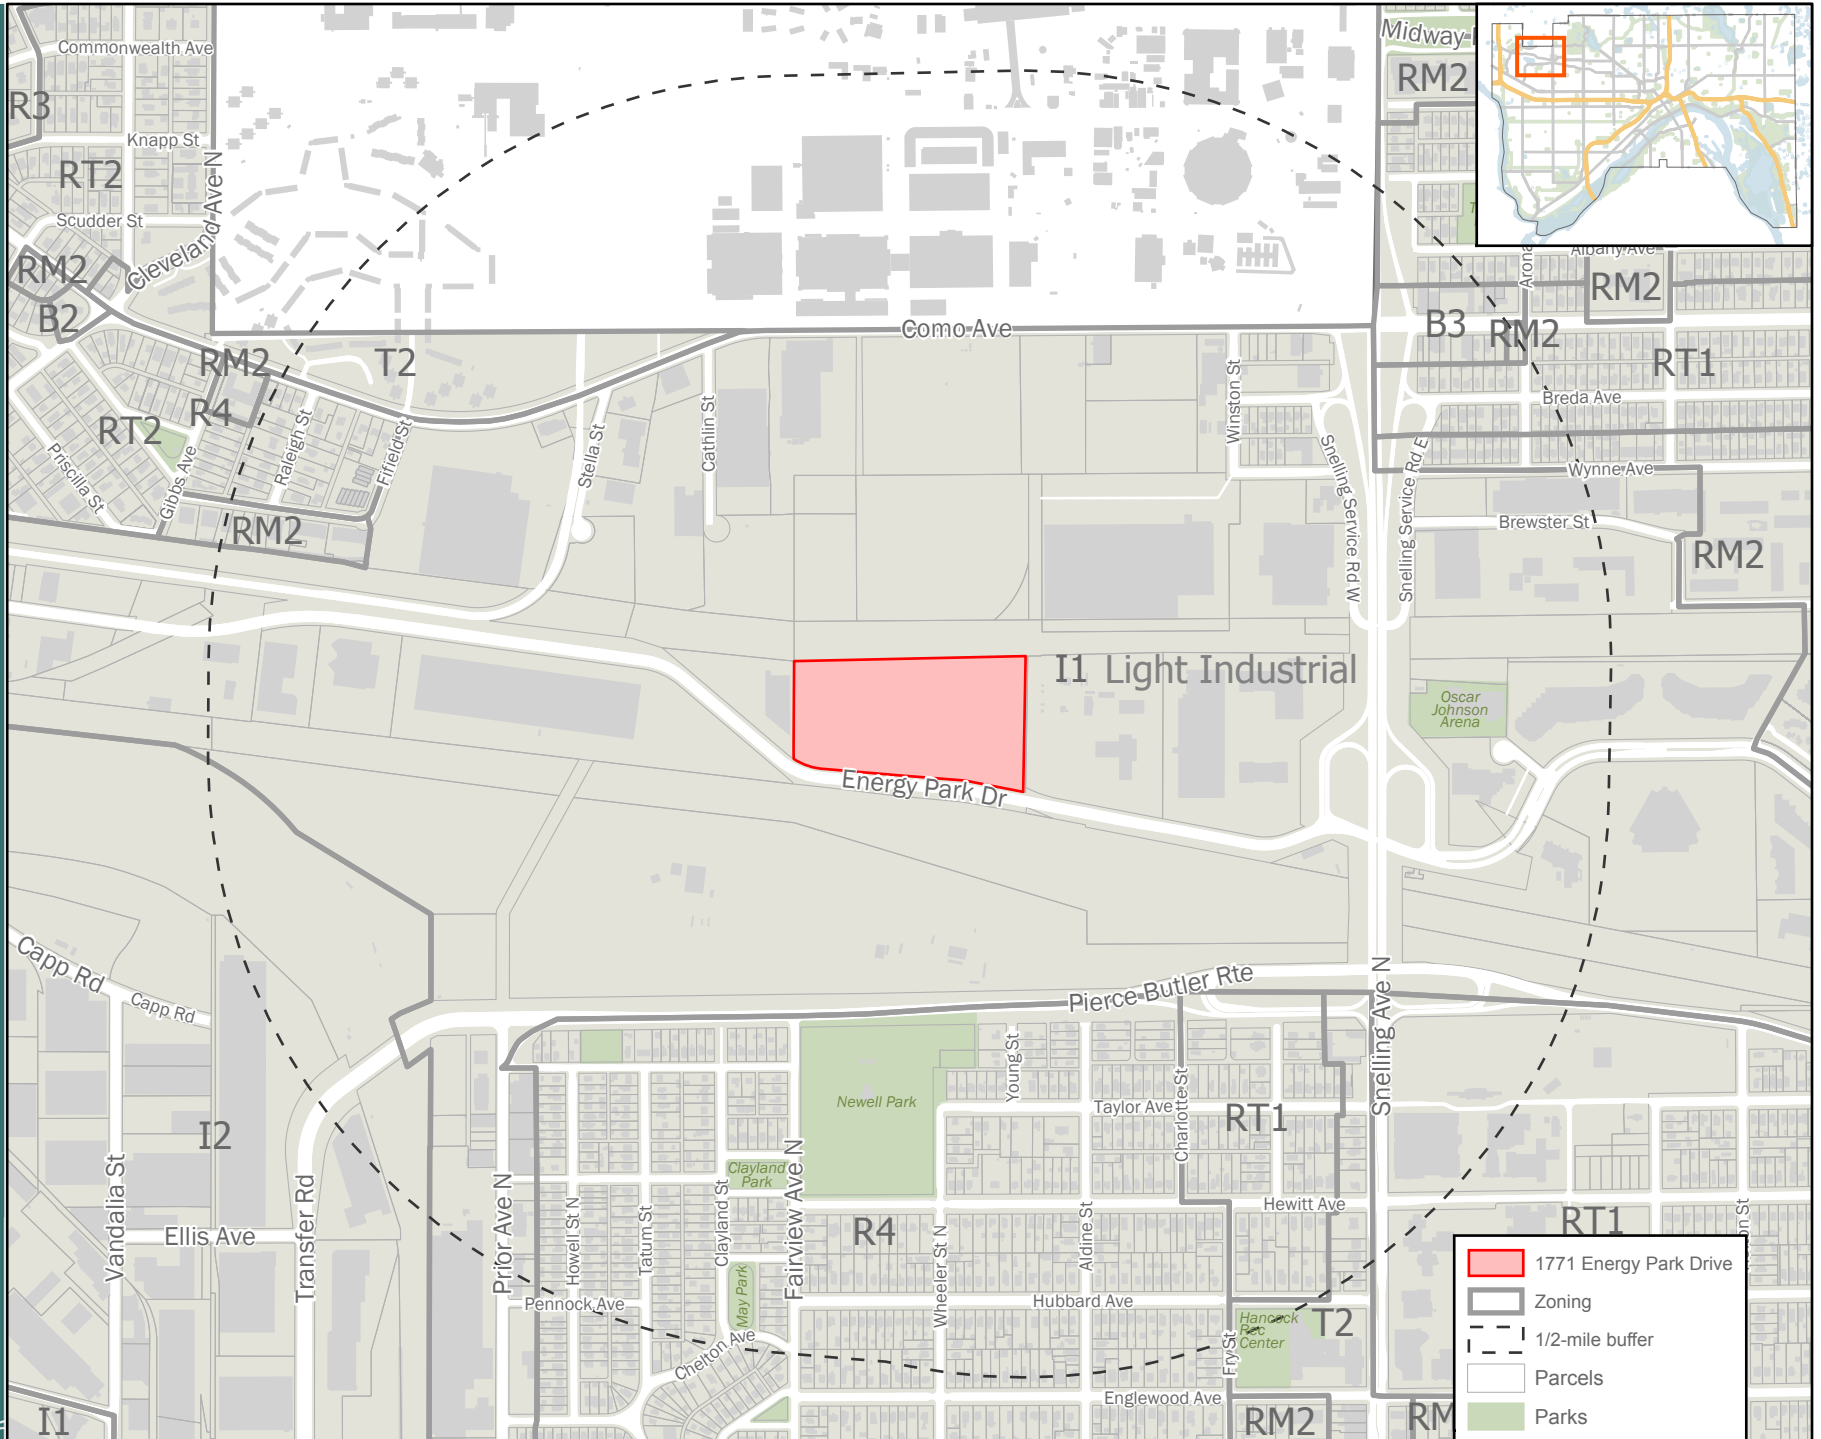 Commonwealth Ave
R3
Knapp St
RT2
Scudder St
Cleveland Ave N
RM2
B2
RM2
T2
R4
RT2
Priscilla St
Gibbs Ave
Raleigh St
Fifield St
RM2
Stella St
Cathlin St
Como Ave
Winston St
Snelling Service Rd W
Snelling Service Rd E
Midway
RM2
Albany Ave
RM2
B3
RM2
RT1
Breda Ave
Wynne Ave
Brewster St
RM2
I1 Light Industrial
Oscar
Johnson
Arena
Energy Park Dr
Capp Rd
Capp Rd
Pierce Butler Rte
Snelling Ave N
Newell Park
Young St
Taylor Ave
Charlotte St
RT1
I2
Vandalia St
Ellis Ave
Transfer Rd
Prior Ave N
Howell St N
Tatum St
Clayland St
Clayland
Park
Fairview Ave N
May Park
Pennock Ave
Chelton Ave
R4
Wheeler St N
Aldine St
Hewitt Ave
Hubbard Ave
Hancock
Rec
Center
T2
Fry St
Englewood Ave
RM2
RM
RT1
I1
1771 Energy Park Drive
Zoning
1/2-mile buffer
Parcels
Parks